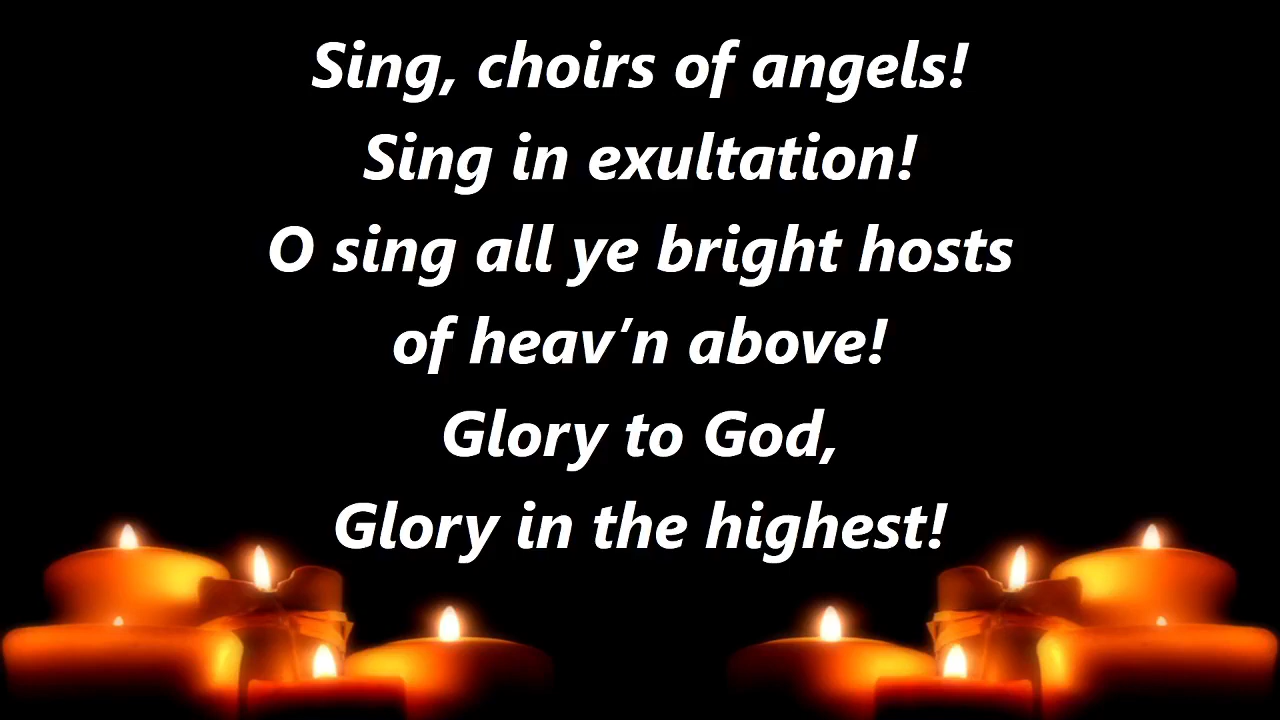 Sing, choirs of angels!
Sing in exultation!
O sing all ye bright hosts
of heav’n above!
Glory to God,
Glory in the highest!